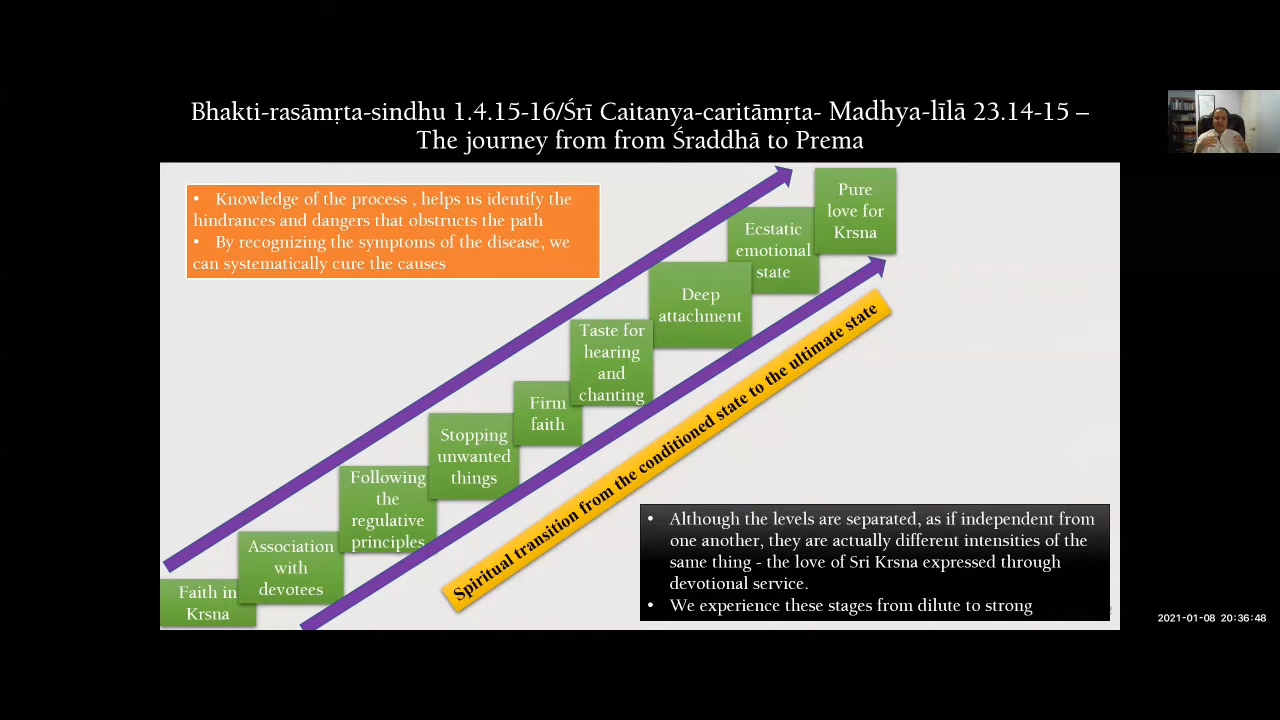 Bhakti-rasāmṛta-sindhu 1.4.15-16/Śrī Caitanya-caritāmṛta- Madhya-līlā 23.14-15 –
The journey from from Śraddhā to Prema
• Knowledge of the process , helps us identify the
hindrances and dangers that obstructs the path
• By recognizing the symptoms of the disease, we
can systematically cure the causes
Pure
love for
Krsna
Ecstatic
emotional
state
Deep
attachment
Taste for
hearing
and
chanting
Firm
faith
Stopping
unwanted
things
Following
the
regulative
principles
Association
with
devotees
Faith in
Krsna
Spiritual transition from the conditioned state to the ultimate state
• Although the levels are separated, as if independent from
one another, they are actually different intensities of the
same thing - the love of Sri Krsna expressed through
devotional service.
• We experience these stages from dilute to strong
2021-01-08 20:36:48